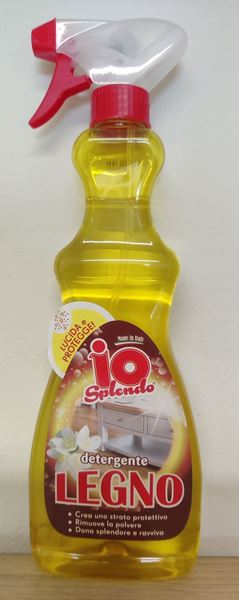 LUCIDA e
PROTEGGE!
Made in Italy
io
Splendo
detergente
LEGNO
• Crea uno strato protettivo
• Rimuove la polvere
• Dona splendore e ravviva